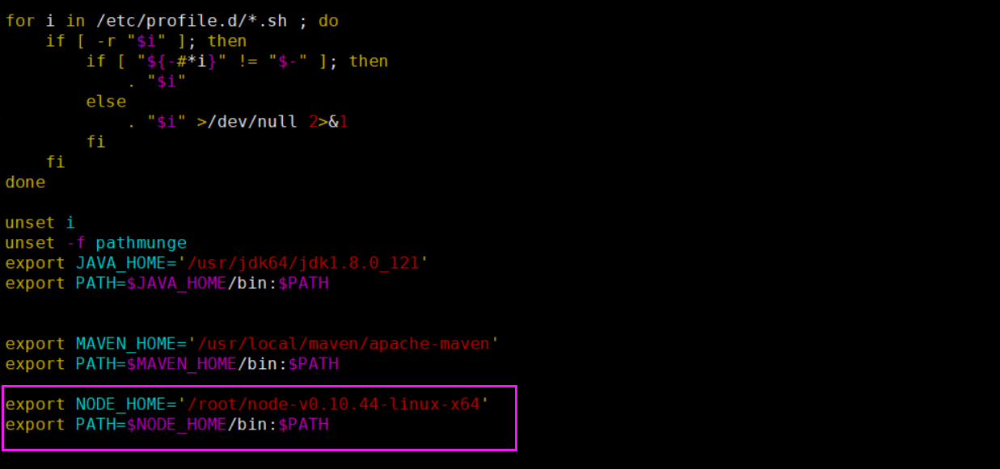 for i in /etc/profile.d/*.sh ; do
    if [ -r "$i" ]; then
        if [ "${-#*i}" != "$-" ]; then
            . "$i"
        else
            . "$i" >/dev/null 2>&1
        fi
    fi
done
unset i
unset -f pathmunge
export JAVA_HOME='/usr/jdk64/jdk1.8.0_121'
export PATH=$JAVA_HOME/bin:$PATH
export MAVEN_HOME='/usr/local/maven/apache-maven'
export PATH=$MAVEN_HOME/bin:$PATH
export NODE_HOME='/root/node-v0.10.44-linux-x64'
export PATH=$NODE_HOME/bin:$PATH